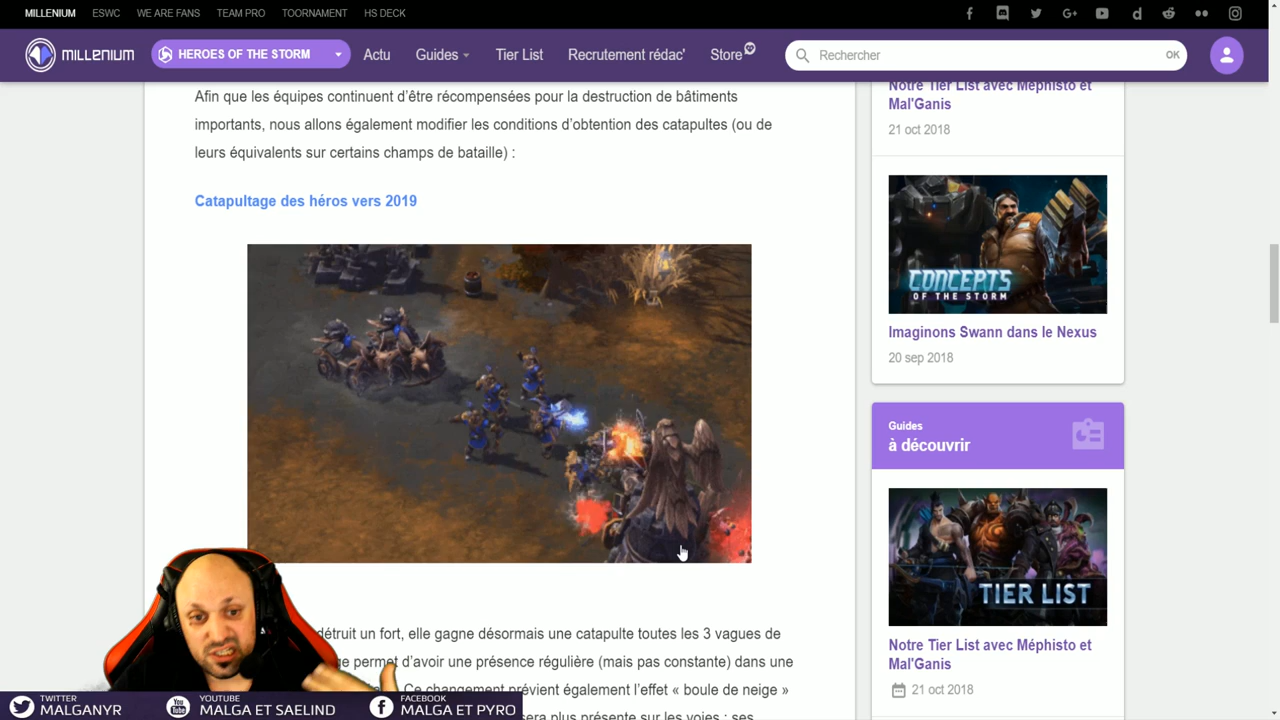 MILLENIUM ESWC WE ARE FANS TEAM PRO TOORNAMENT HS DECK
MILLENIUM HEROES OF THE STORM Actu Guides Tier List Recrutement rédac' Store Rechercher OK
Afin que les équipes continuent d'être récompensées pour la destruction de bâtiments
importants, nous allons également modifier les conditions d'obtention des catapultes (ou de
leurs équivalents sur certains champs de bataille) :
Catapultage des héros vers 2019
détruit un fort, elle gagne désormais une catapulte toutes les 3 vagues de
permet d'avoir une présence régulière (mais pas constante) dans une
Ce changement prévient également l'effet « boule de neige »
sera plus présente sur les voies : ses
Notre Tier List avec Méphisto et
Mal'Ganis
21 oct 2018
CONCEPTS
OF THE STORM
Imaginons Swann dans le Nexus
20 sep 2018
Guides
à découvrir
TIER LIST
Notre Tier List avec Méphisto et
Mal'Ganis
21 oct 2018
TWITTER
MALGANYR
YOUTUBE
MALGA ET SAELIND
FACEBOOK
MALGA ET PYRO